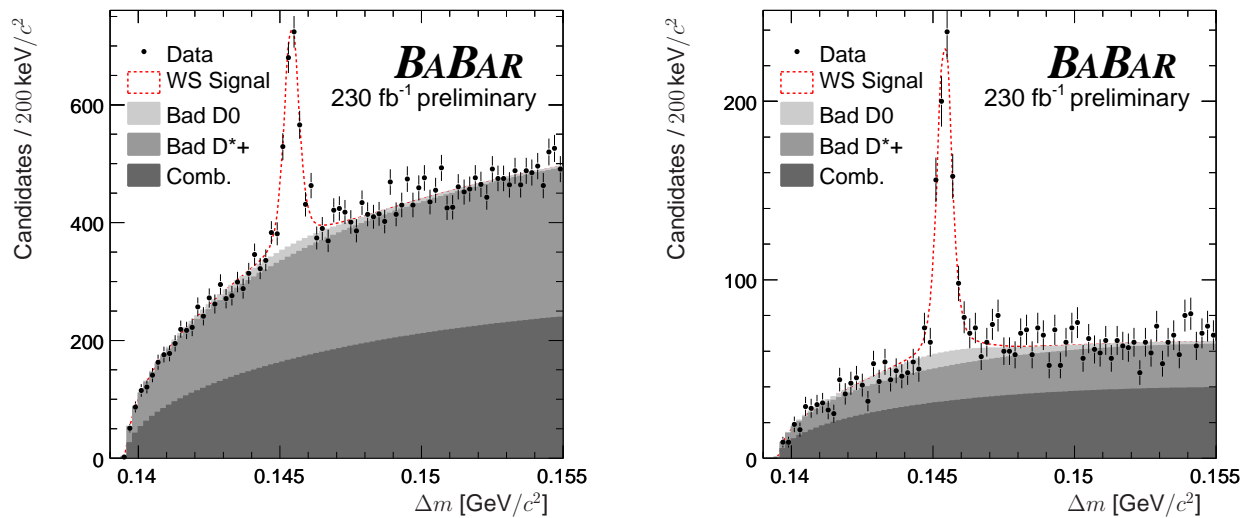 Candidates / 200 keV/c²
600
400
200
0
Data
WS Signal
Bad D0
Bad D*+
Comb.
BABAR
230 fb⁻¹ preliminary
0.14 0.145 0.15 0.155
Δm [GeV/c²]
Candidates / 200 keV/c²
200
100
0
Data
WS Signal
Bad D0
Bad D*+
Comb.
BABAR
230 fb⁻¹ preliminary
0.14 0.145 0.15 0.155
Δm [GeV/c²]